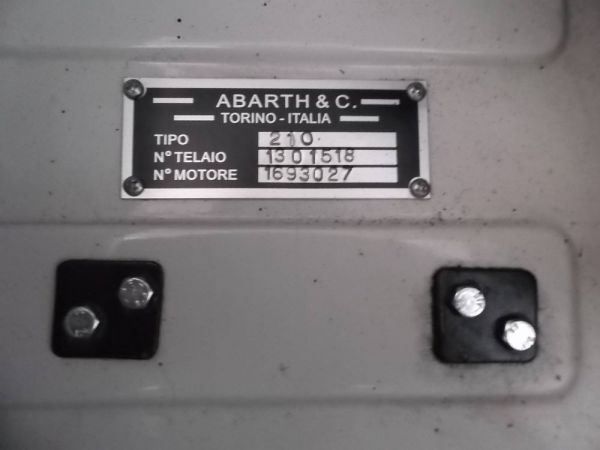 ABARTH & C.
TORINO - ITALIA
TIPO 210
N° TELAIO 1301518
N° MOTORE 1693027